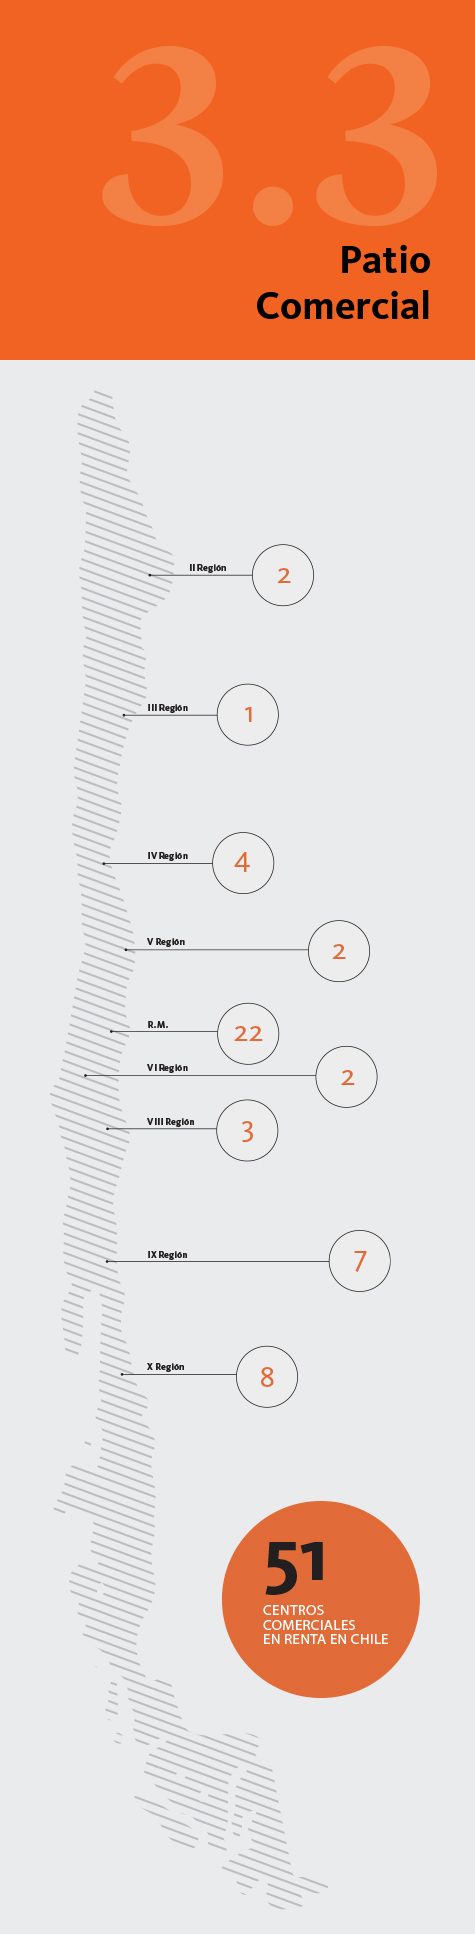 3.3
Patio
Comercial
II Región
2
III Región
1
IV Región
4
V Región
2
R.M.
22
VI Región
2
VIII Región
3
IX Región
7
X Región
8
51
CENTROS
COMERCIALES
EN RENTA EN CHILE